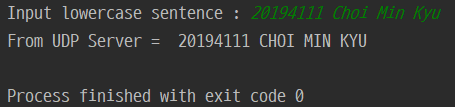 Input lowercase sentence : 20194111 Choi Min Kyu
From UDP Server =  20194111 CHOI MIN KYU
Process finished with exit code 0